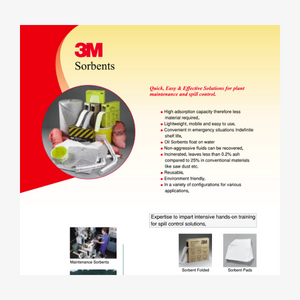 3M
Sorbents
Quick, Easy & Effective Solutions for plant
maintenance and spill control.
High adsorption capacity therefore less
material required,
Lightweight, mobile and easy to use,
Convenient in emergency situations Indefinite
shelf life,
Oil Sorbents float on water
Non-aggressive fluids can be recovered,
Incinerated, leaves less than 0.2% ash
compared to 25% in conventional materials
like saw dust etc.
Reusable,
Environment friendly,
In a variety of configurations for various
applications,
Expertise to impart intensive hands-on training
for spill control solutions,
Maintenance Sorbents
3M
Sorbent Folded
Sorbent Pads